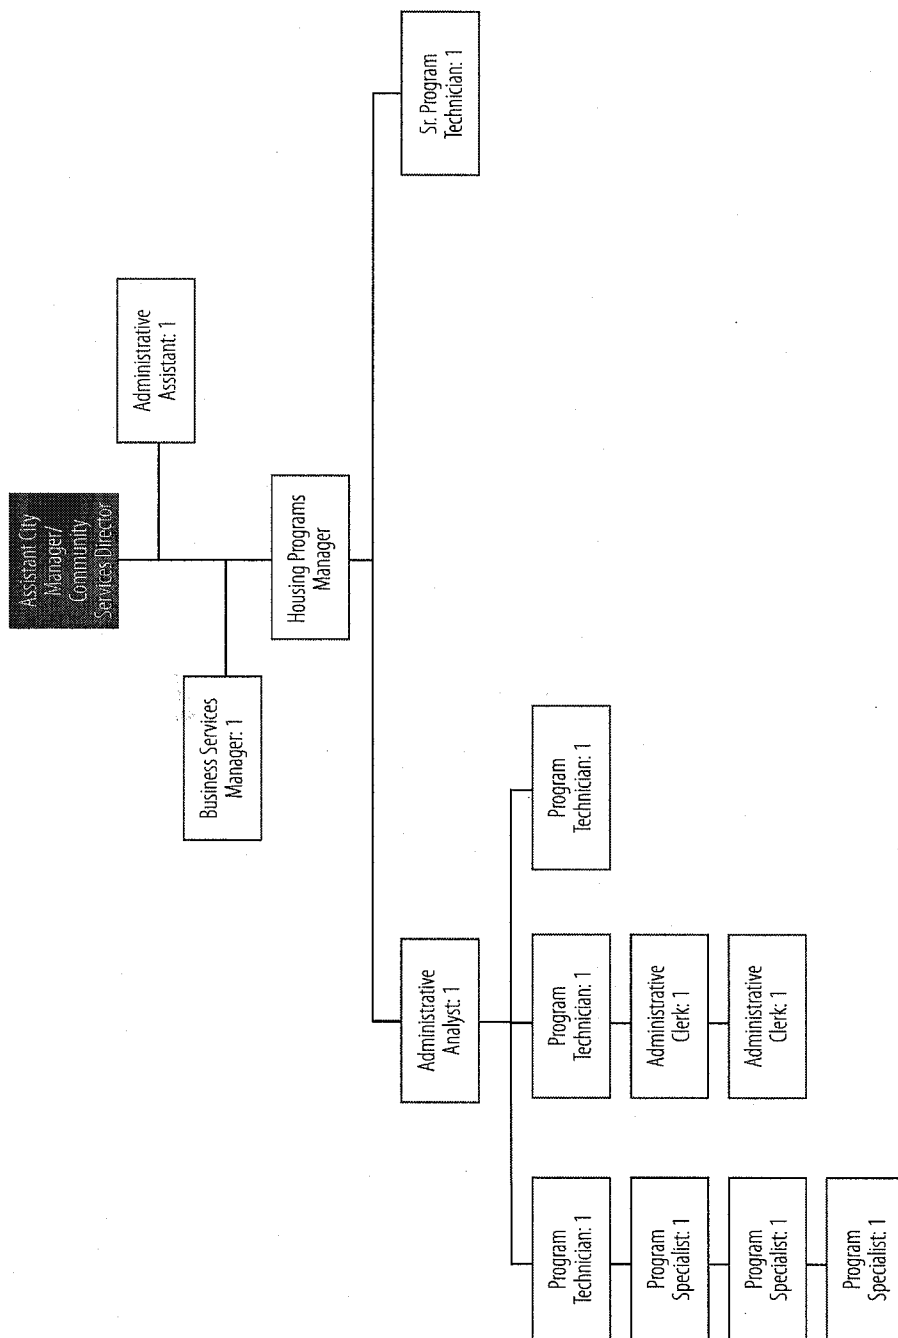 Assistant City
Manager/
Community
Services Director
Administrative
Assistant: 1
Business Services
Manager: 1
Housing Programs
Manager
Administrative
Analyst: 1
Sr. Program
Technician: 1
Program
Technician: 1
Program
Technician: 1
Program
Technician: 1
Program
Specialist: 1
Administrative
Clerk: 1
Program
Specialist: 1
Administrative
Clerk: 1
Program
Specialist: 1